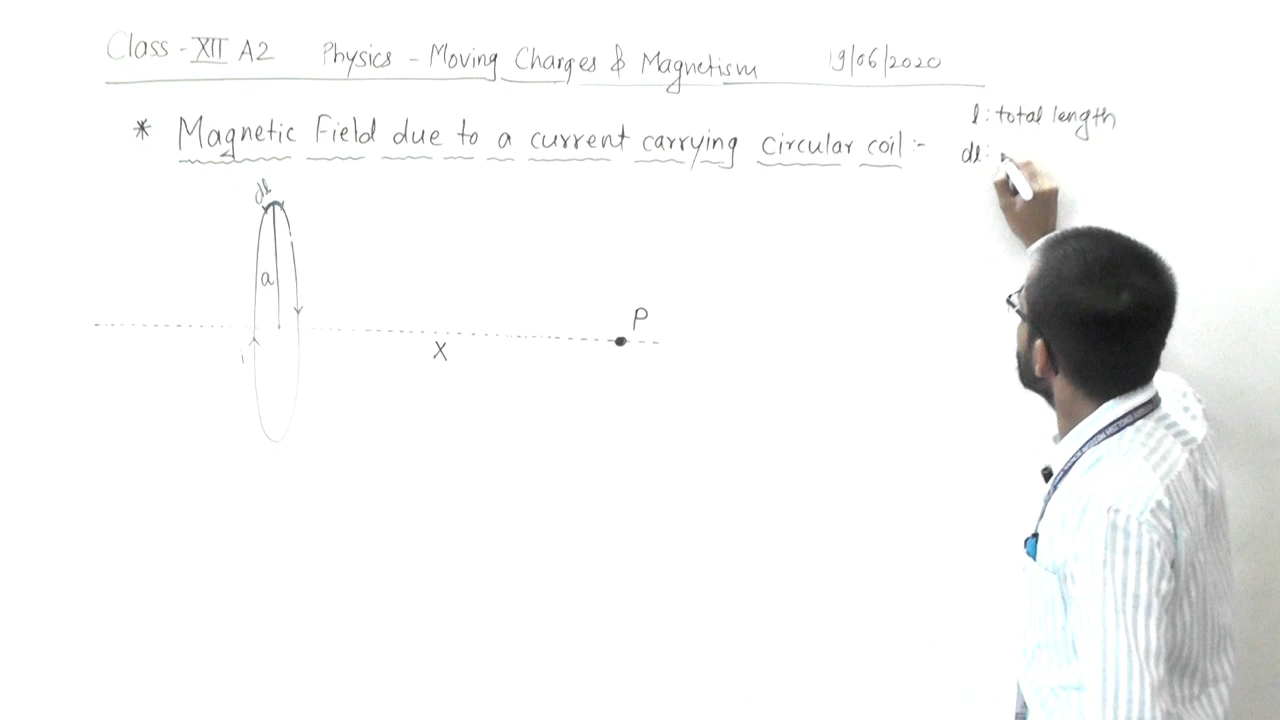 Class - XII A2 Physics - Moving Charges & Magnetism 19/06/2020
l : total length
* Magnetic Field due to a current carrying circular coil :-
dl :
dl
a
P
i
X